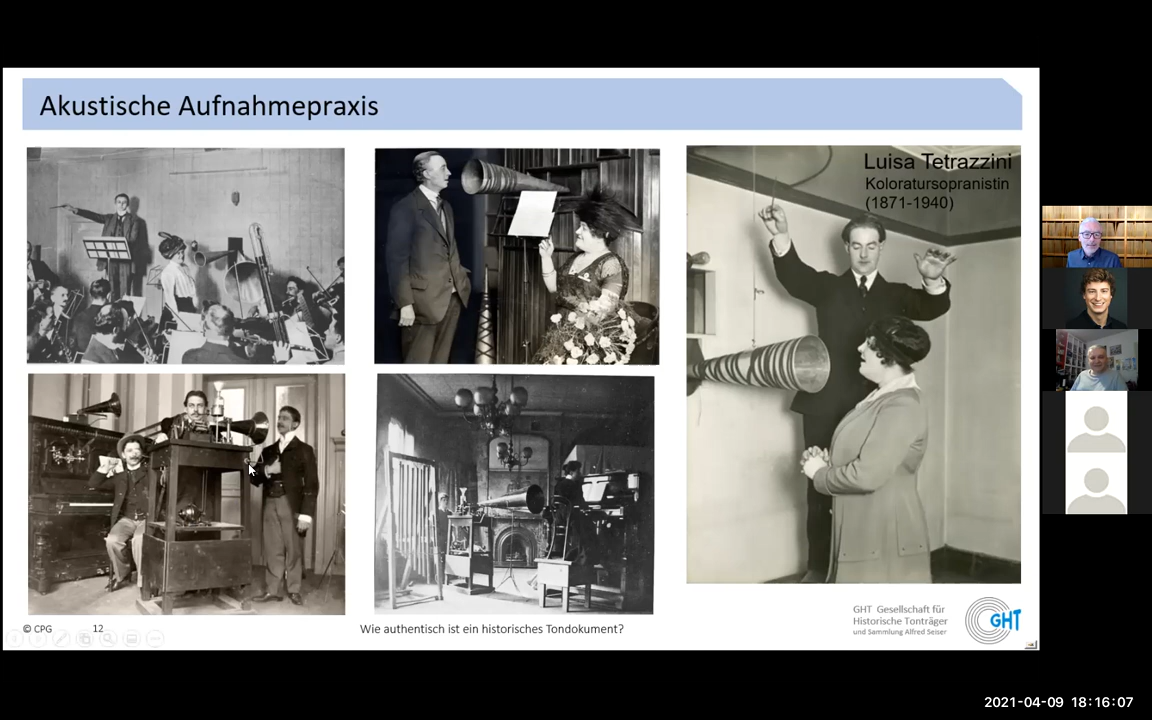 Akustische Aufnahmepraxis
Luisa Tetrazzini
Koloratursopranistin
(1871-1940)
© CPG
12
Wie authentisch ist ein historisches Tondokument?
GHT Gesellschaft für
Historische Tonträger
und Sammlung Alfred Seiser
GHT
2021-04-09 18:16:07